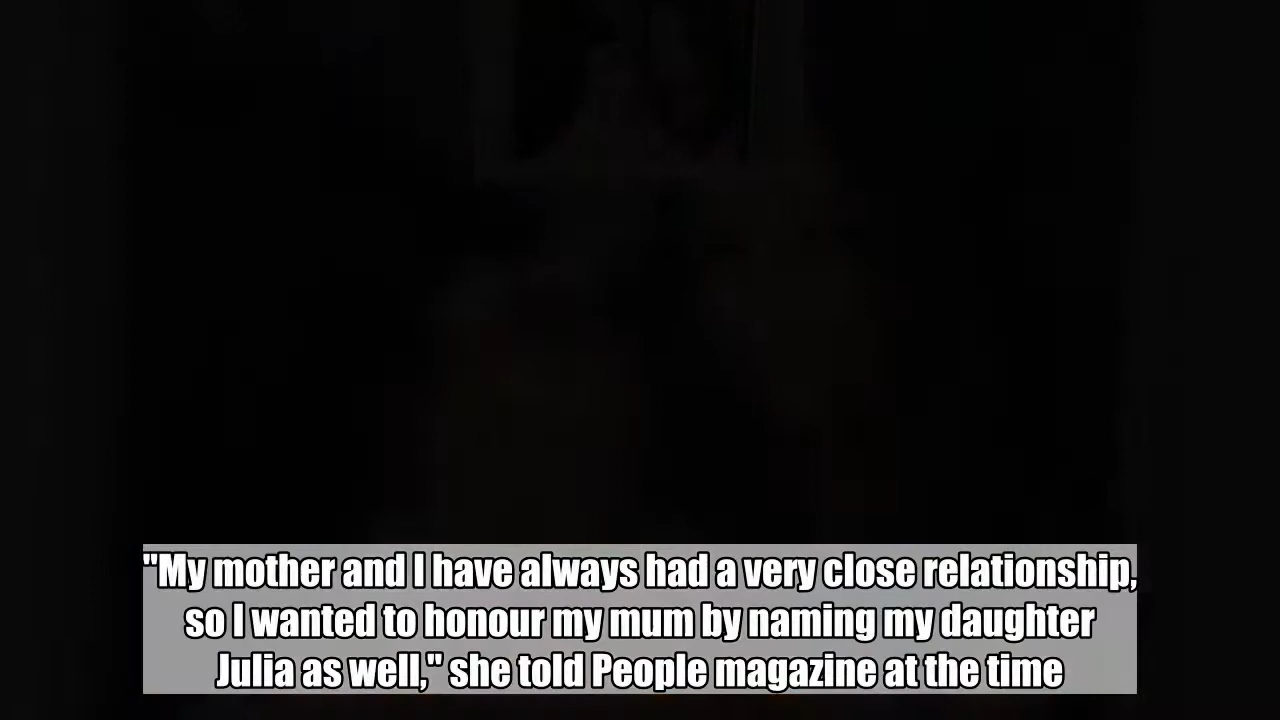 "My mother and I have always had a very close relationship,
so I wanted to honour my mum by naming my daughter
Julia as well," she told People magazine at the time